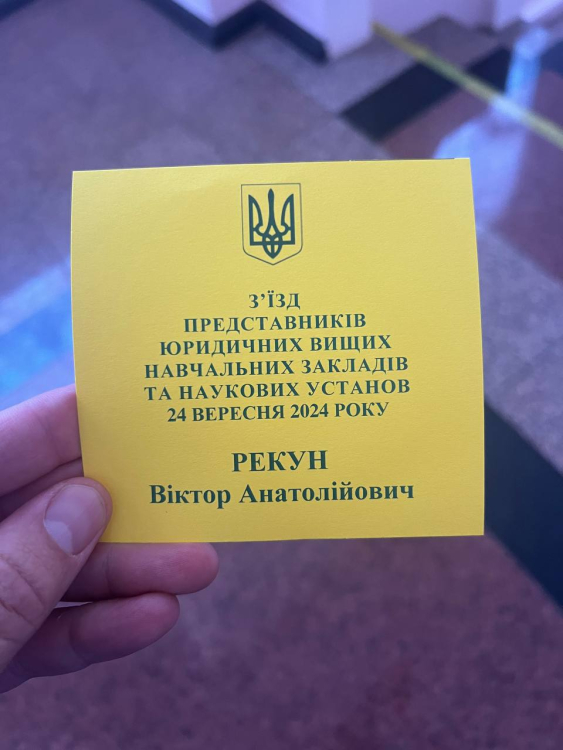 З’ЇЗД
ПРЕДСТАВНИКІВ
ЮРИДИЧНИХ ВИЩИХ
НАВЧАЛЬНИХ ЗАКЛАДІВ
ТА НАУКОВИХ УСТАНОВ
24 ВЕРЕСНЯ 2024 РОКУ
РЕКУН
Віктор Анатолійович